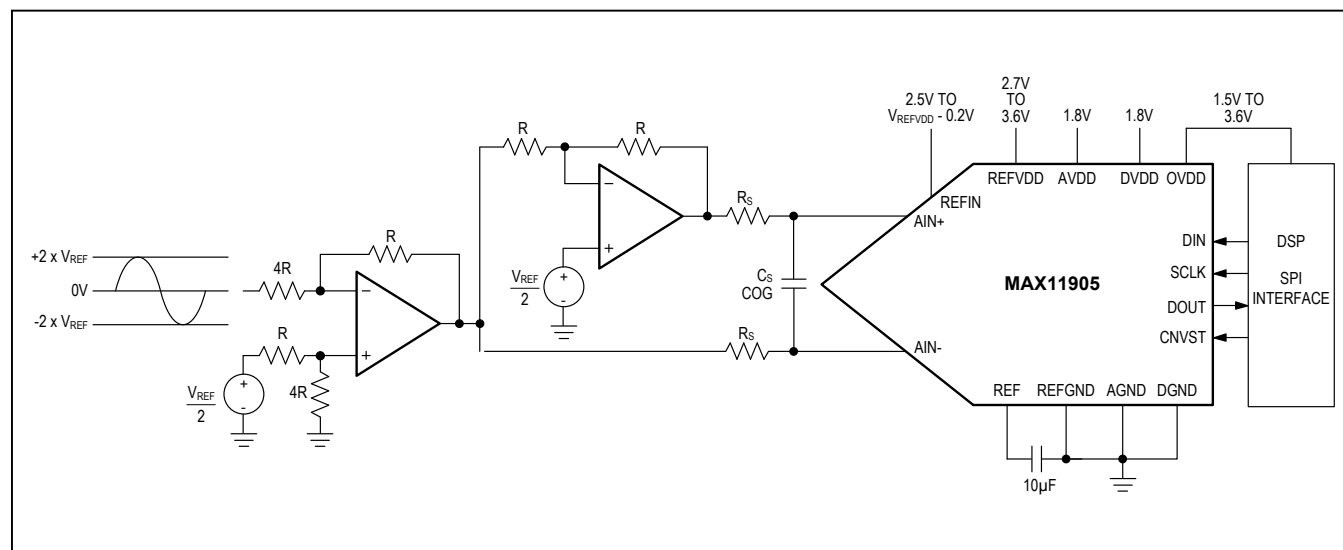 +2 x VREF
0V
-2 x VREF
4R
R
−
+
R
4R
VREF
2
+
-
R
R
−
+
VREF
2
+
-
RS
CS
COG
RS
2.5V TO
VREFVDD - 0.2V
2.7V
TO
3.6V
1.8V
1.8V
1.5V TO
3.6V
REFVDD
AVDD
DVDD
OVDD
REFIN
AIN+
AIN-
MAX11905
DIN
SCLK
DOUT
CNVST
DSP
SPI
INTERFACE
REF
REFGND
AGND
DGND
10µF